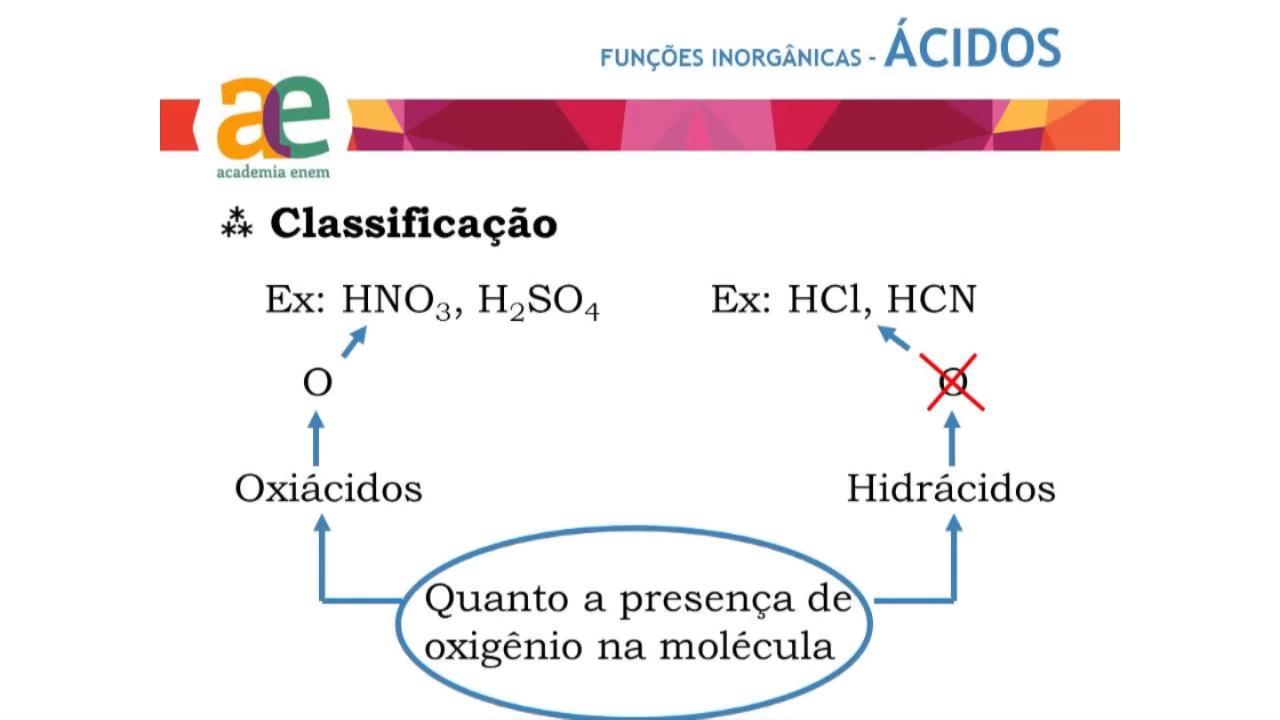 FUNÇÕES INORGÂNICAS - ÁCIDOS
ae
academia enem
⁂ Classificação
Ex: HNO₃, H₂SO₄
Ex: HCl, HCN
O
O
Oxiácidos
Hidrácidos
Quanto a presença de
oxigênio na molécula